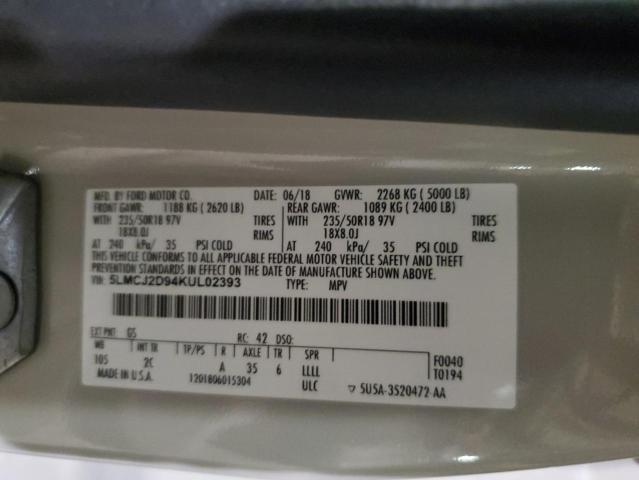 MFD. BY FORD MOTOR CO. DATE: 06/18 GVWR: 2268 KG ( 5000 LB)
FRONT GAWR: 1188 KG ( 2620 LB) REAR GAWR: 1089 KG ( 2400 LB)
WITH 235/50R18 97V TIRES WITH 235/50R18 97V TIRES
18X8.0J RIMS 18X8.0J RIMS
AT 240 kPa/ 35 PSI COLD AT 240 kPa/ 35 PSI COLD
THIS VEHICLE CONFORMS TO ALL APPLICABLE FEDERAL MOTOR VEHICLE SAFETY AND THEFT
PREVENTION STANDARDS IN EFFECT ON THE DATE OF MANUFACTURE SHOWN ABOVE.
VIN: 5LMCJ2D94KUL02393 TYPE: MPV
EXT PNT: G5 RC: 42 DSO:
WB INT TR TP/PS R AXLE TR SPR F0040
105 2C A 35 6 LLLL T0194
MADE IN U.S.A. 1201806015304 ULC ▽ 5U5A-3520472-AA